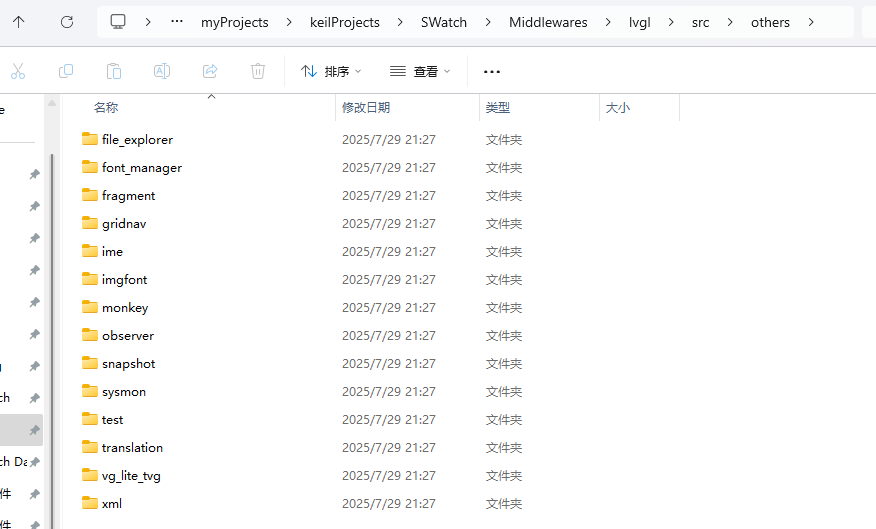 … myProjects > keilProjects > SWatch > Middlewares > lvgl > src > others >
排序 查看 …
名称 修改日期 类型 大小
file_explorer 2025/7/29 21:27 文件夹
font_manager 2025/7/29 21:27 文件夹
fragment 2025/7/29 21:27 文件夹
gridnav 2025/7/29 21:27 文件夹
ime 2025/7/29 21:27 文件夹
imgfont 2025/7/29 21:27 文件夹
monkey 2025/7/29 21:27 文件夹
observer 2025/7/29 21:27 文件夹
snapshot 2025/7/29 21:27 文件夹
sysmon 2025/7/29 21:27 文件夹
test 2025/7/29 21:27 文件夹
translation 2025/7/29 21:27 文件夹
vg_lite_tvg 2025/7/29 21:27 文件夹
xml 2025/7/29 21:27 文件夹
e
ch
ch Da
件
件